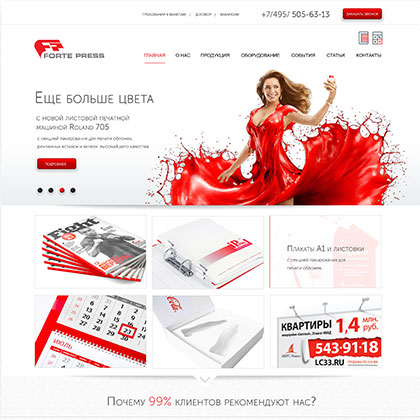 ТРЕБОВАНИЯ К МАКЕТАМ | ДОГОВОР | ВАКАНСИИ
+7/495/ 505-63-13
ЗАКАЗАТЬ ЗВОНОК
FORTE PRESS
ГЛАВНАЯ О НАС ПРОДУКЦИЯ ОБОРУДОВАНИЕ СОБЫТИЯ СТАТЬИ КОНТАКТЫ
Еще больше цвета
с новой листовой печатной
машиной Roland 705
с секцией лакирования для печати обложек,
рекламных вставок и вклеек высочайшего качества
ПОДРОБНЕЕ
Fight
Плакаты А1 и листовки
с секцией лакирования для
печати обложек,
ИЮЛЬ
Coca-Cola
КВАРТИРЫ 1,4 млн. руб.
543-91-18
LC33.RU
Почему 99% клиентов рекомендуют нас?